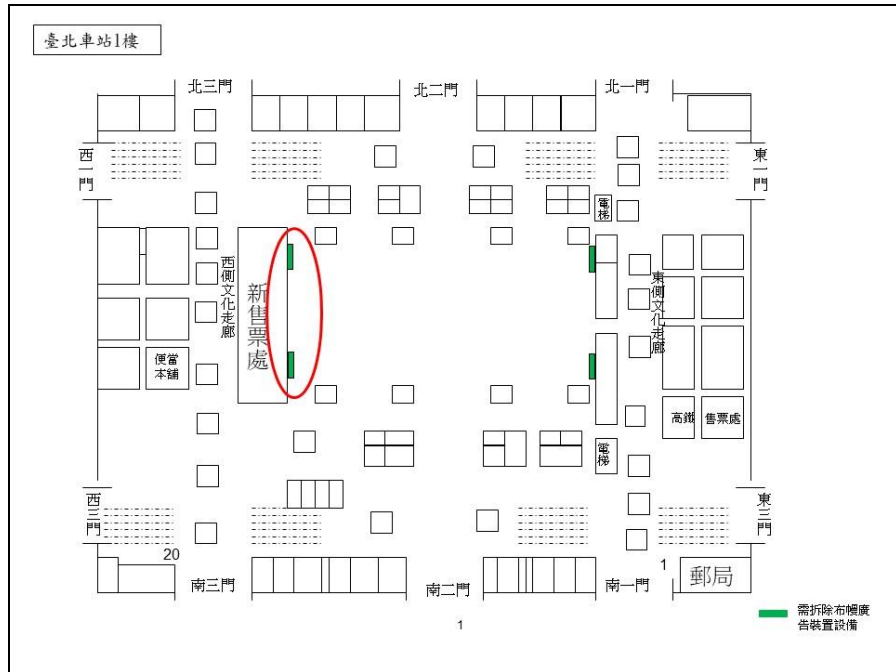 臺北車站1樓
北三門
北二門
北一門
西一門
東一門
電梯
西側文化走廊
新售票處
東側文化走廊
便當
本舖
高鐵
售票處
電梯
西三門
東三門
20
南三門
南二門
南一門
1
郵局
需拆除布幔廣
告裝置設備
1